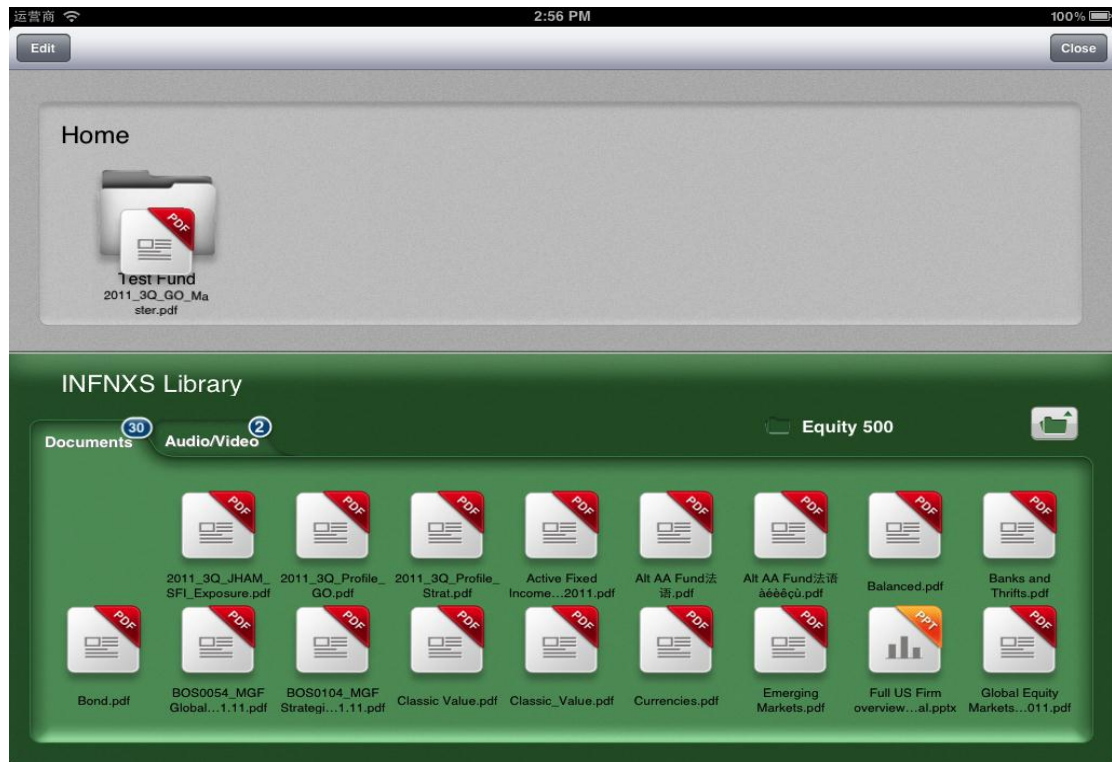 运营商 2:56 PM 100%
Edit Close
Home
PDF
Test Fund
2011_3Q_GO_Ma
ster.pdf
INFNXS Library
Documents 30 Audio/Video 2 Equity 500
PDF PDF PDF PDF PDF PDF PDF PDF
2011_3Q_JHAM_ 2011_3Q_Profile_ 2011_3Q_Profile_ Active Fixed Alt AA Fund法 Alt AA Fund法语 Balanced.pdf Banks and
SFI_Exposure.pdf GO.pdf Strat.pdf Income...2011.pdf 语.pdf àéèêçù.pdf Thrifts.pdf
PDF PDF PDF PDF PDF PDF PDF PPT PDF
Bond.pdf BOS0054_MGF BOS0104_MGF Classic Value.pdf Classic_Value.pdf Currencies.pdf Emerging Full US Firm Global Equity
Global...1.11.pdf Strategi...1.11.pdf Markets.pdf overview...al.pptx Markets...011.pdf